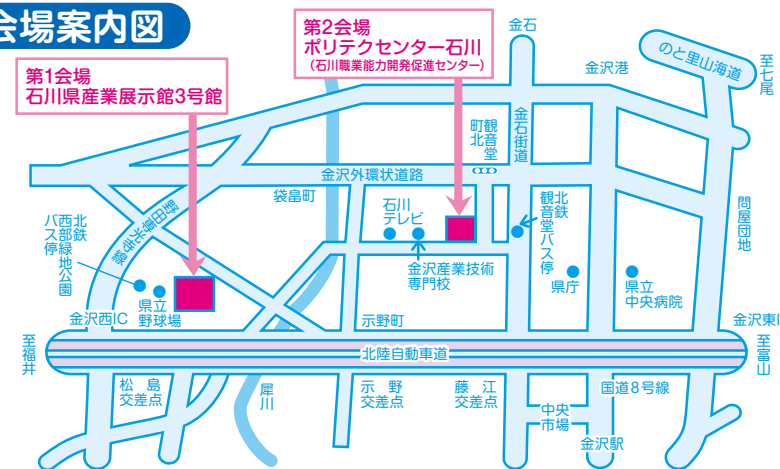 会場案内図
第1会場
石川県産業展示館3号館
第2会場
ポリテクセンター石川
(石川職業能力開発促進センター)
金石
金沢港
のと里山海道
至七尾
金石街道
観音堂
町北
金沢外環状道路
袋畠町
野田専光寺線
北鉄
西部緑地公園
バス停
石川
テレビ
金沢産業技術
専門校
北鉄
観音堂バス停
問屋団地
県庁
県立
中央病院
県立
野球場
金沢西IC
示野町
金沢東I
至福井
北陸自動車道
至富山
松島
交差点
犀川
示野
交差点
藤江
交差点
国道8号線
中央
市場
金沢駅